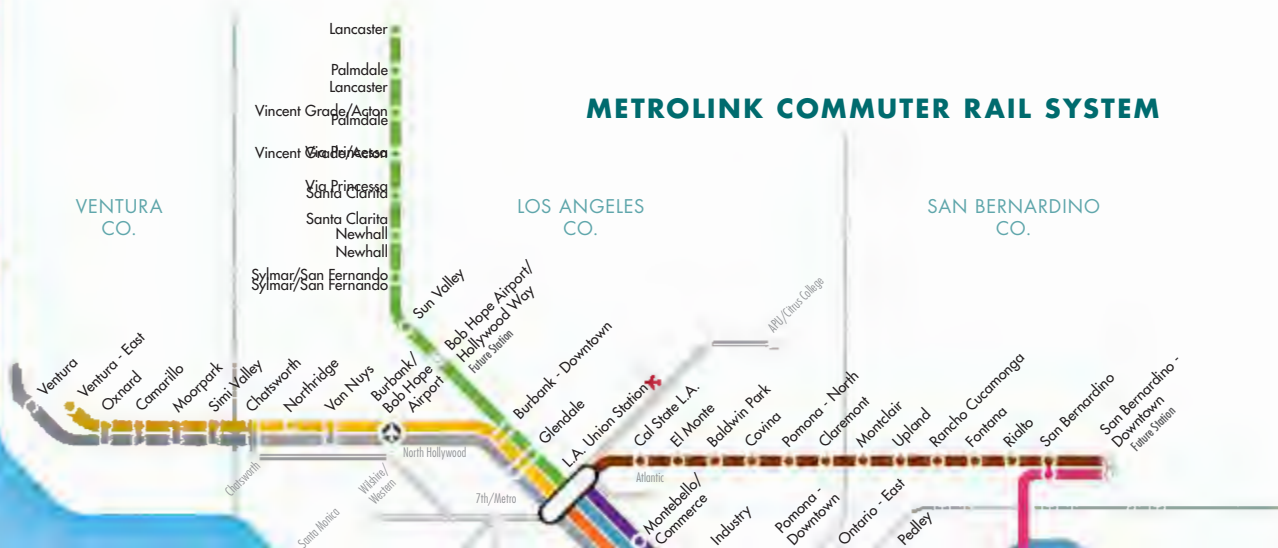 Lancaster
Palmdale
Lancaster
Vincent Grade/Acton
Palmdale
Via Princessa
Vincent Grade/Acton
Via Princessa
Santa Clarita
Santa Clarita
Newhall
Newhall
Sylmar/San Fernando
Sylmar/San Fernando
METROLINK COMMUTER RAIL SYSTEM
VENTURA
CO.
LOS ANGELES
CO.
SAN BERNARDINO
CO.
Sun Valley
Bob Hope Airport/
Hollywood Way
Future Station
Burbank - Downtown
Glendale
L.A. Union Station
APU/Citrus College
Ventura
Ventura - East
Oxnard
Camarillo
Moorpark
Simi Valley
Chatsworth
Northridge
Van Nuys
Burbank/
Bob Hope
Airport
Cal State L.A.
El Monte
Baldwin Park
Covina
Pomona - North
Claremont
Montclair
Upland
Rancho Cucamonga
Fontana
Rialto
San Bernardino
San Bernardino -
Downtown
Future Station
North Hollywood
Chatsworth
Wilshire/
Western
7th/Metro
Santa Monica
Atlantic
Montebello/
Commerce
Industry
Pomona -
Downtown
Ontario - East
Pedley